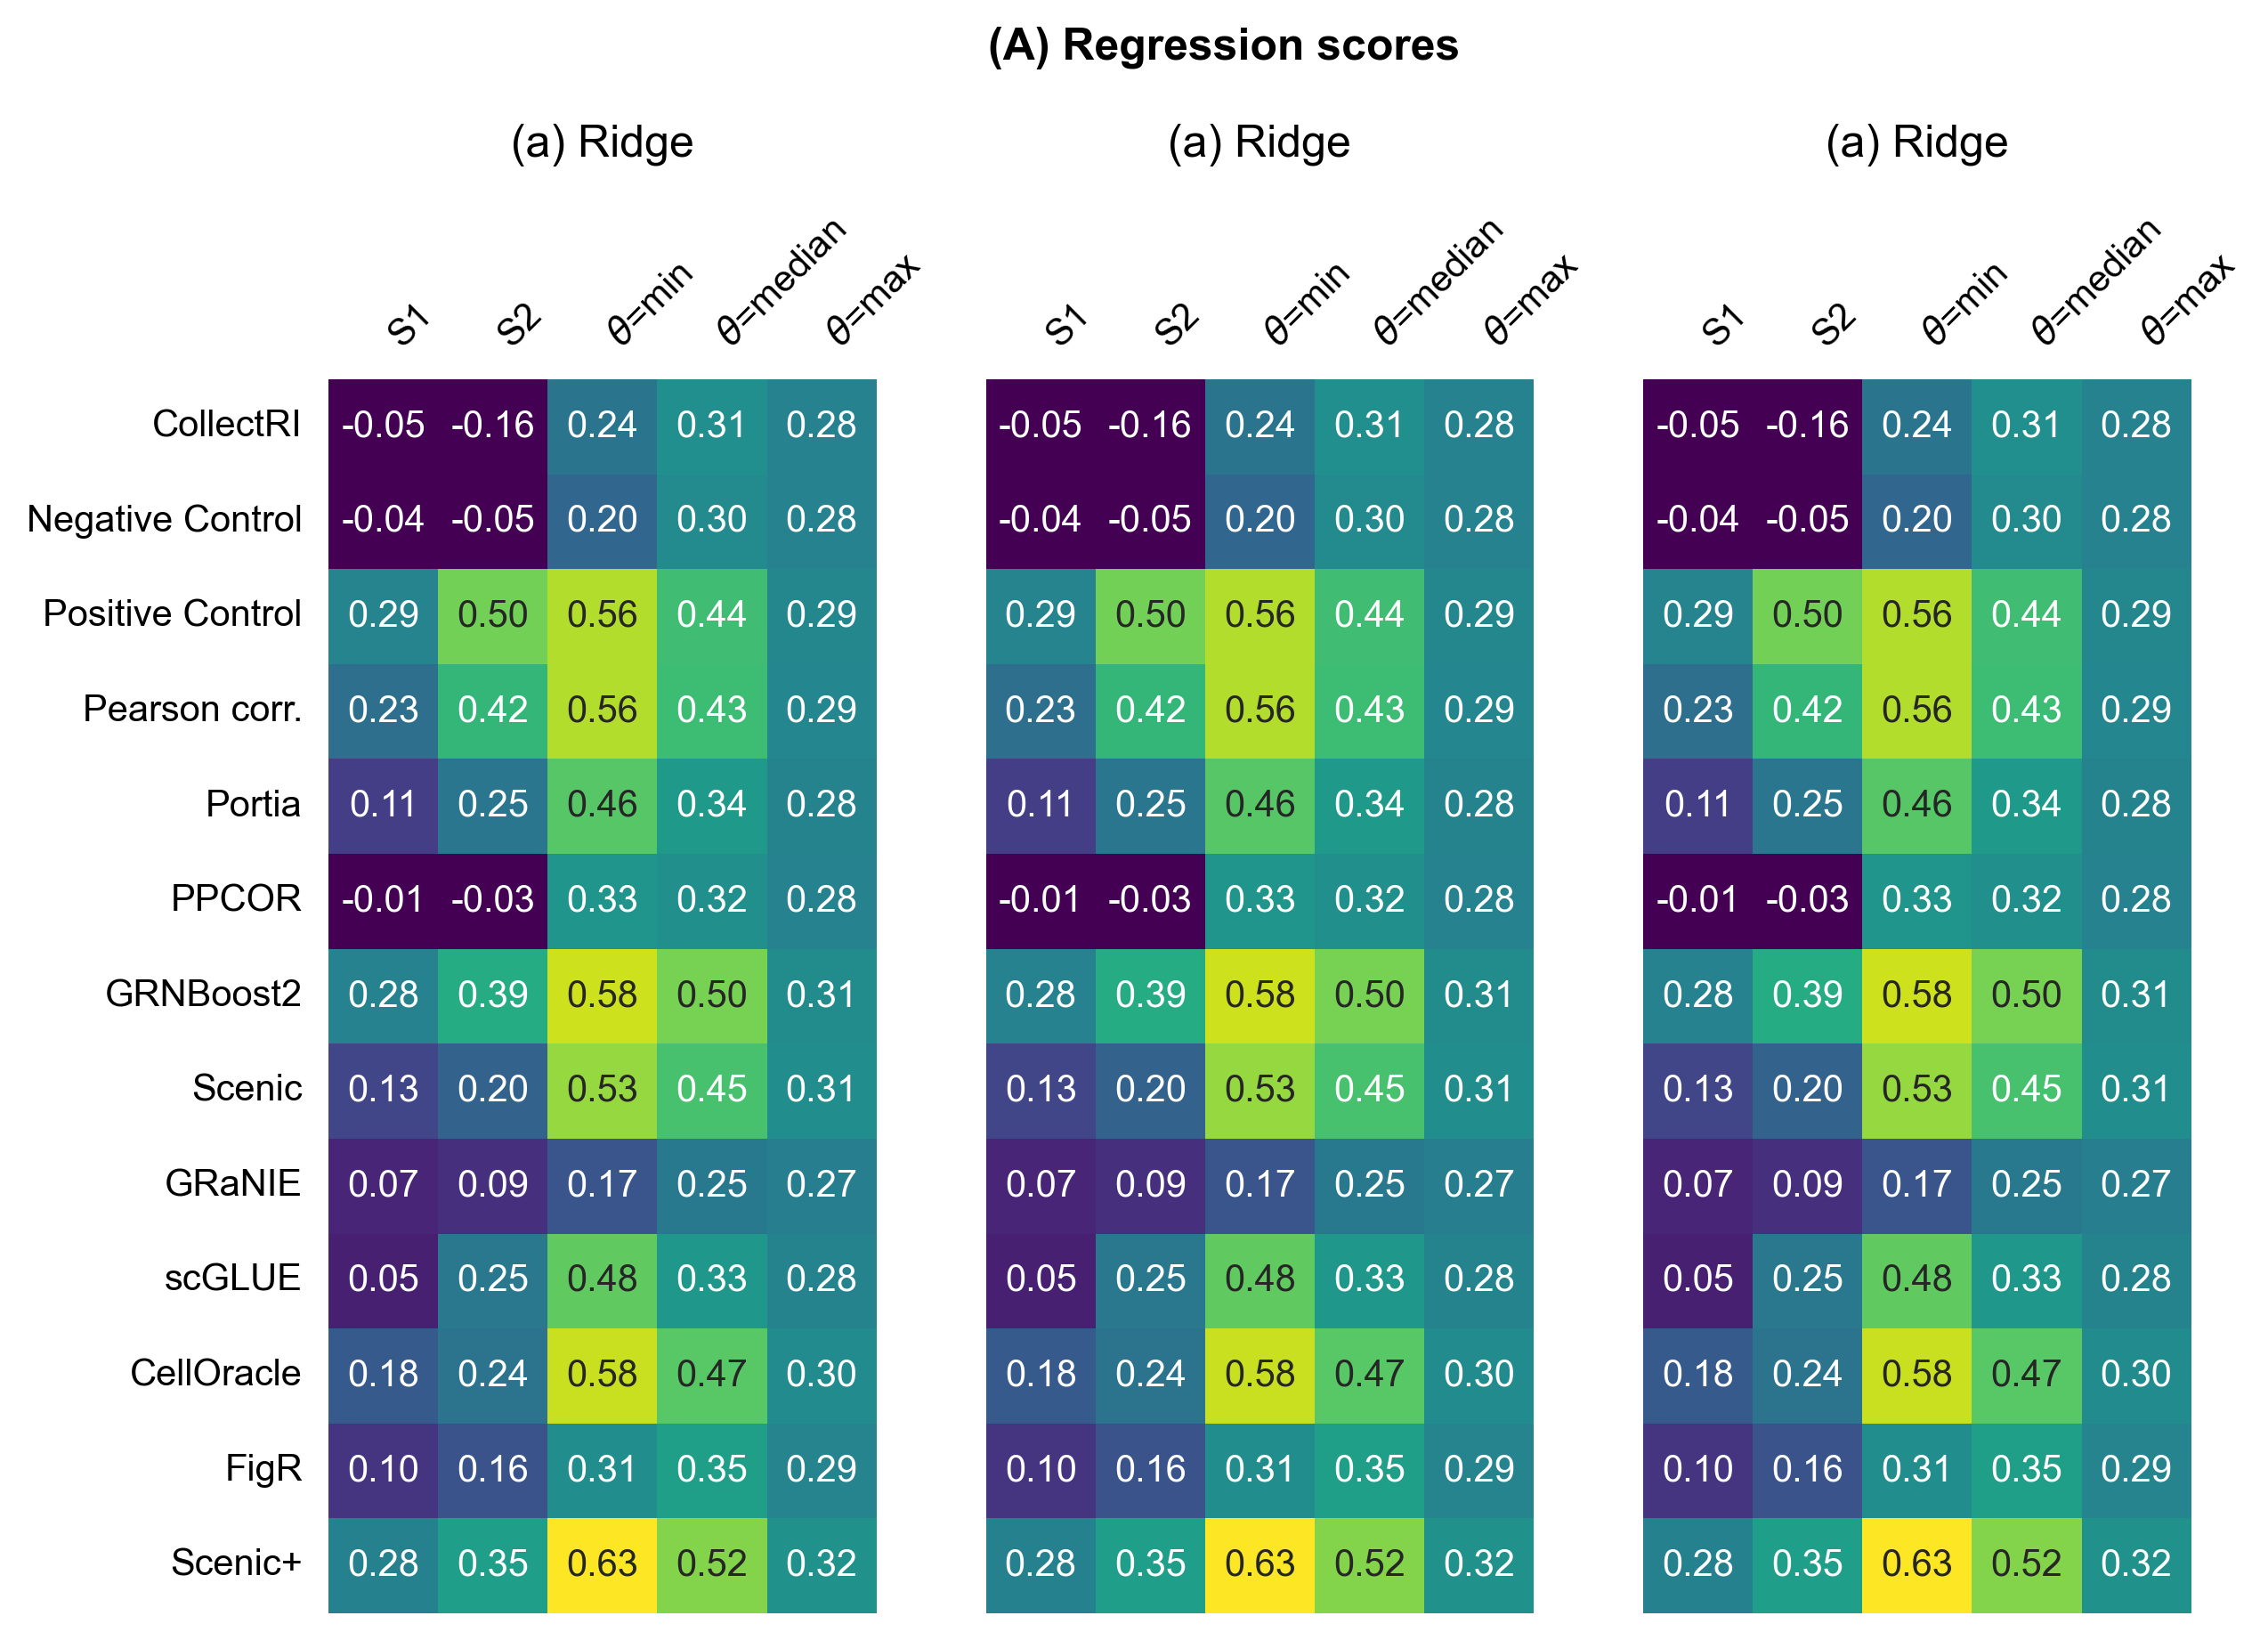 (A) Regression scores
(a) Ridge (a) Ridge (a) Ridge
S1 S2 θ=min θ=median θ=max S1 S2 θ=min θ=median θ=max S1 S2 θ=min θ=median θ=max
CollectRI -0.05 -0.16 0.24 0.31 0.28 -0.05 -0.16 0.24 0.31 0.28 -0.05 -0.16 0.24 0.31 0.28
Negative Control -0.04 -0.05 0.20 0.30 0.28 -0.04 -0.05 0.20 0.30 0.28 -0.04 -0.05 0.20 0.30 0.28
Positive Control 0.29 0.50 0.56 0.44 0.29 0.29 0.50 0.56 0.44 0.29 0.29 0.50 0.56 0.44 0.29
Pearson corr. 0.23 0.42 0.56 0.43 0.29 0.23 0.42 0.56 0.43 0.29 0.23 0.42 0.56 0.43 0.29
Portia 0.11 0.25 0.46 0.34 0.28 0.11 0.25 0.46 0.34 0.28 0.11 0.25 0.46 0.34 0.28
PPCOR -0.01 -0.03 0.33 0.32 0.28 -0.01 -0.03 0.33 0.32 0.28 -0.01 -0.03 0.33 0.32 0.28
GRNBoost2 0.28 0.39 0.58 0.50 0.31 0.28 0.39 0.58 0.50 0.31 0.28 0.39 0.58 0.50 0.31
Scenic 0.13 0.20 0.53 0.45 0.31 0.13 0.20 0.53 0.45 0.31 0.13 0.20 0.53 0.45 0.31
GRaNIE 0.07 0.09 0.17 0.25 0.27 0.07 0.09 0.17 0.25 0.27 0.07 0.09 0.17 0.25 0.27
scGLUE 0.05 0.25 0.48 0.33 0.28 0.05 0.25 0.48 0.33 0.28 0.05 0.25 0.48 0.33 0.28
CellOracle 0.18 0.24 0.58 0.47 0.30 0.18 0.24 0.58 0.47 0.30 0.18 0.24 0.58 0.47 0.30
FigR 0.10 0.16 0.31 0.35 0.29 0.10 0.16 0.31 0.35 0.29 0.10 0.16 0.31 0.35 0.29
Scenic+ 0.28 0.35 0.63 0.52 0.32 0.28 0.35 0.63 0.52 0.32 0.28 0.35 0.63 0.52 0.32